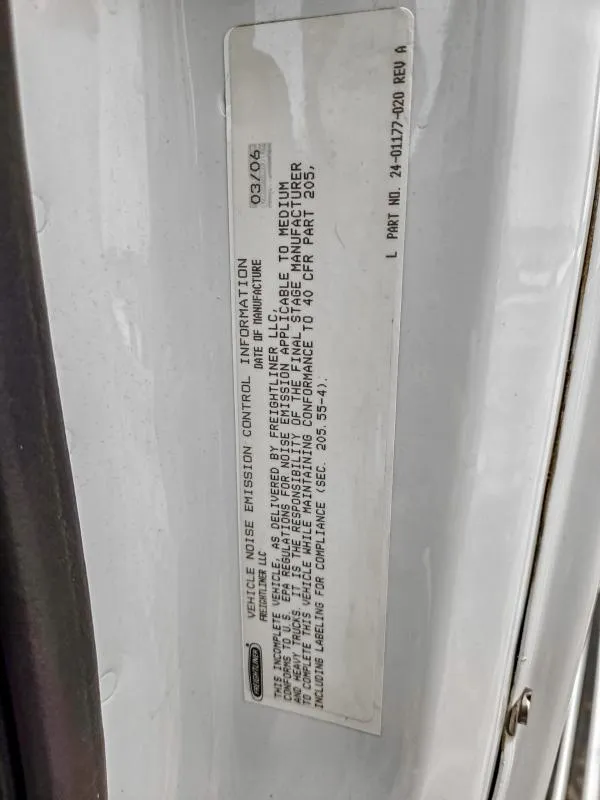 FREIGHTLINER
VEHICLE NOISE EMISSION CONTROL INFORMATION
FREIGHTLINER LLC DATE OF MANUFACTURE 03/06
THIS INCOMPLETE VEHICLE, AS DELIVERED BY FREIGHTLINER LLC,
CONFORMS TO U.S. EPA REGULATIONS FOR NOISE EMISSION APPLICABLE TO MEDIUM
AND HEAVY TRUCKS. IT IS THE RESPONSIBILITY OF THE FINAL STAGE MANUFACTURER
TO COMPLETE THIS VEHICLE WHILE MAINTAINING CONFORMANCE TO 40 CFR PART 205,
INCLUDING LABELING FOR COMPLIANCE (SEC. 205.55-4).
L PART NO. 24-01177-020 REV A